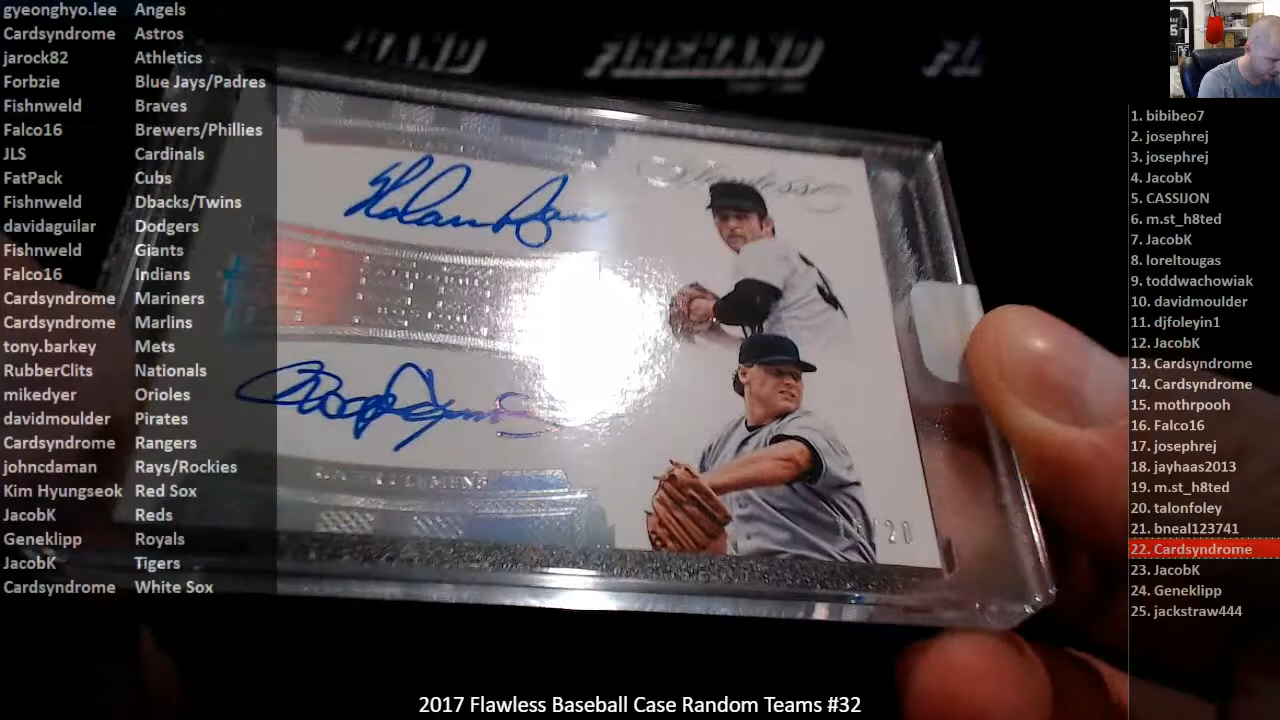 gyeonghyo.lee Angels
Cardsyndrome Astros
jarock82 Athletics
Forbzie Blue Jays/Padres
Fishnweld Braves
Falco16 Brewers/Phillies
JLS Cardinals
FatPack Cubs
Fishnweld Dbacks/Twins
davidaguilar Dodgers
Fishnweld Giants
Falco16 Indians
Cardsyndrome Mariners
Cardsyndrome Marlins
tony.barkey Mets
RubberClits Nationals
mikedyer Orioles
davidmoulder Pirates
Cardsyndrome Rangers
johncdaman Rays/Rockies
Kim Hyungseok Red Sox
JacobK Reds
Geneklipp Royals
JacobK Tigers
Cardsyndrome White Sox
FIREHAND
Flawless
Nolan Ryan
CLEMENS
/20
1. bibibeo7
2. josephrej
3. josephrej
4. JacobK
5. CASSIJON
6. m.st_h8ted
7. JacobK
8. loreltougas
9. toddwachowiak
10. davidmoulder
11. djfoleyin1
12. JacobK
13. Cardsyndrome
14. Cardsyndrome
15. mothrpooh
16. Falco16
17. josephrej
18. jayhaas2013
19. m.st_h8ted
20. talonfoley
21. bneal123741
22. Cardsyndrome
23. JacobK
24. Geneklipp
25. jackstraw444
2017 Flawless Baseball Case Random Teams #32